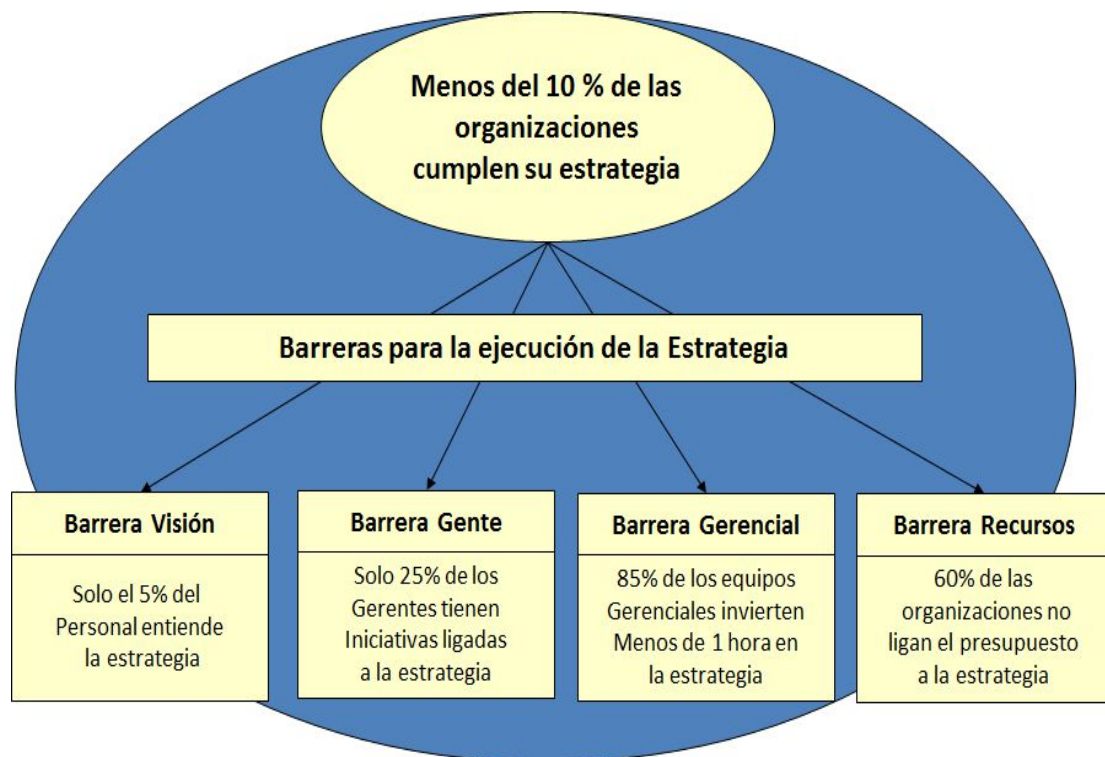 Menos del 10 % de las
organizaciones
cumplen su estrategia
Barreras para la ejecución de la Estrategia
Barrera Visión
Solo el 5% del
Personal entiende
la estrategia
Barrera Gente
Solo 25% de los
Gerentes tienen
Iniciativas ligadas
a la estrategia
Barrera Gerencial
85% de los equipos
Gerenciales invierten
Menos de 1 hora en
la estrategia
Barrera Recursos
60% de las
organizaciones no
ligan el presupuesto
a la estrategia